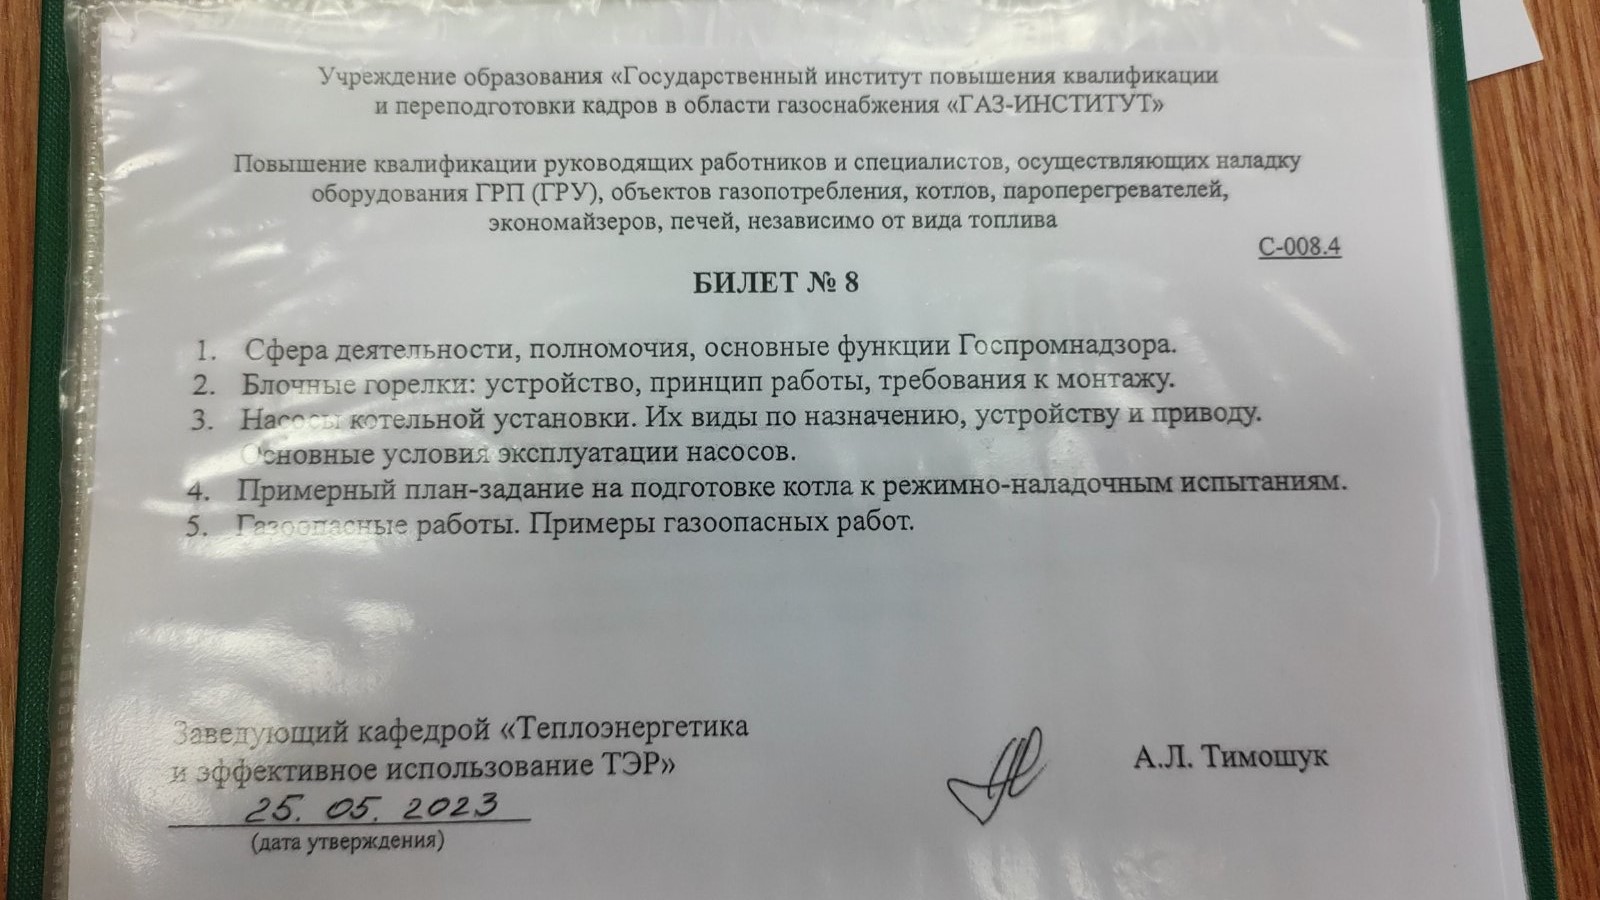 Учреждение образования «Государственный институт повышения квалификации
и переподготовки кадров в области газоснабжения «ГАЗ-ИНСТИТУТ»
Повышение квалификации руководящих работников и специалистов, осуществляющих наладку
оборудования ГРП (ГРУ), объектов газопотребления, котлов, пароперегревателей,
экономайзеров, печей, независимо от вида топлива
С-008.4
БИЛЕТ № 8
1. Сфера деятельности, полномочия, основные функции Госпромнадзора.
2. Блочные горелки: устройство, принцип работы, требования к монтажу.
3. Насосы котельной установки. Их виды по назначению, устройству и приводу.
Основные условия эксплуатации насосов.
4. Примерный план-задание на подготовке котла к режимно-наладочным испытаниям.
5. Газоопасные работы. Примеры газоопасных работ.
Заведующий кафедрой «Теплоэнергетика
и эффективное использование ТЭР»
А.Л. Тимошук
25. 05. 2023
(дата утверждения)